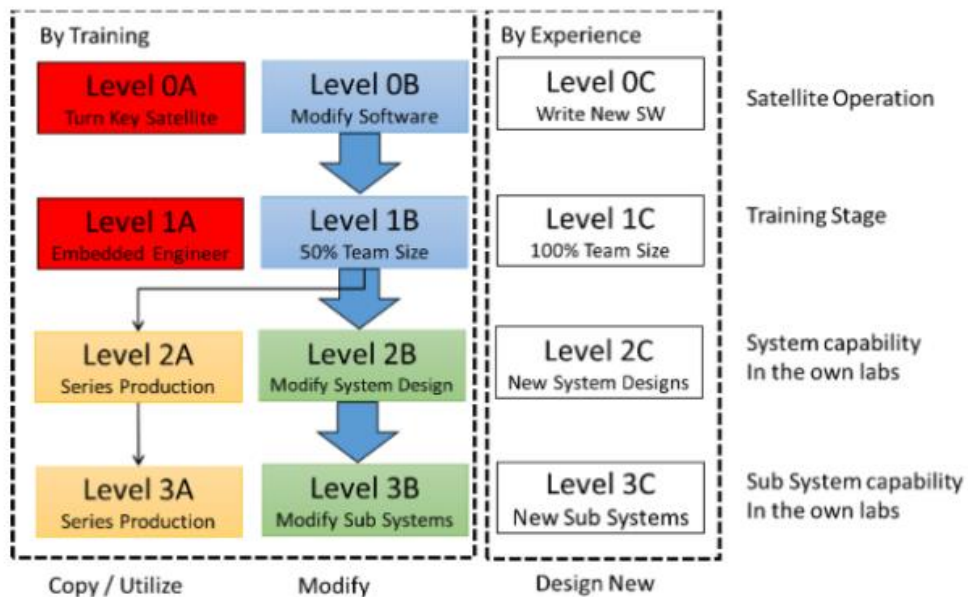 By Training
By Experience
Level 0A
Turn Key Satellite
Level 0B
Modify Software
Level 0C
Write New SW
Satellite Operation
Level 1A
Embedded Engineer
Level 1B
50% Team Size
Level 1C
100% Team Size
Training Stage
Level 2A
Series Production
Level 2B
Modify System Design
Level 2C
New System Designs
System capability
In the own labs
Level 3A
Series Production
Level 3B
Modify Sub Systems
Level 3C
New Sub Systems
Sub System capability
In the own labs
Copy / Utilize
Modify
Design New